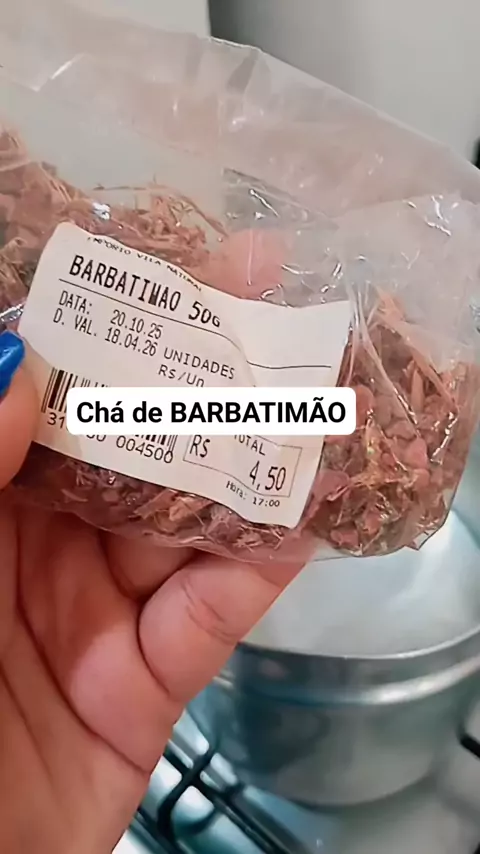 EMPORIO VILA NATURAL
BARBATIMAO 50G
DATA: 20.10.25
D. VAL. 18.04.26 UNIDADES
R$/Un
Chá de BARBATIMÃO
004500
R$
TOTAL
4,50
Hora: 17:00